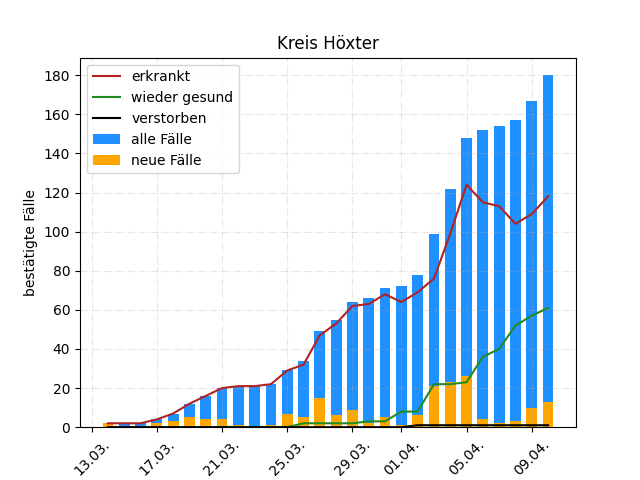 Kreis Höxter
erkrankt
wieder gesund
verstorben
alle Fälle
neue Fälle
bestätigte Fälle
180
160
140
120
100
80
60
40
20
0
13.03.
17.03.
21.03.
25.03.
29.03.
01.04.
05.04.
09.04.